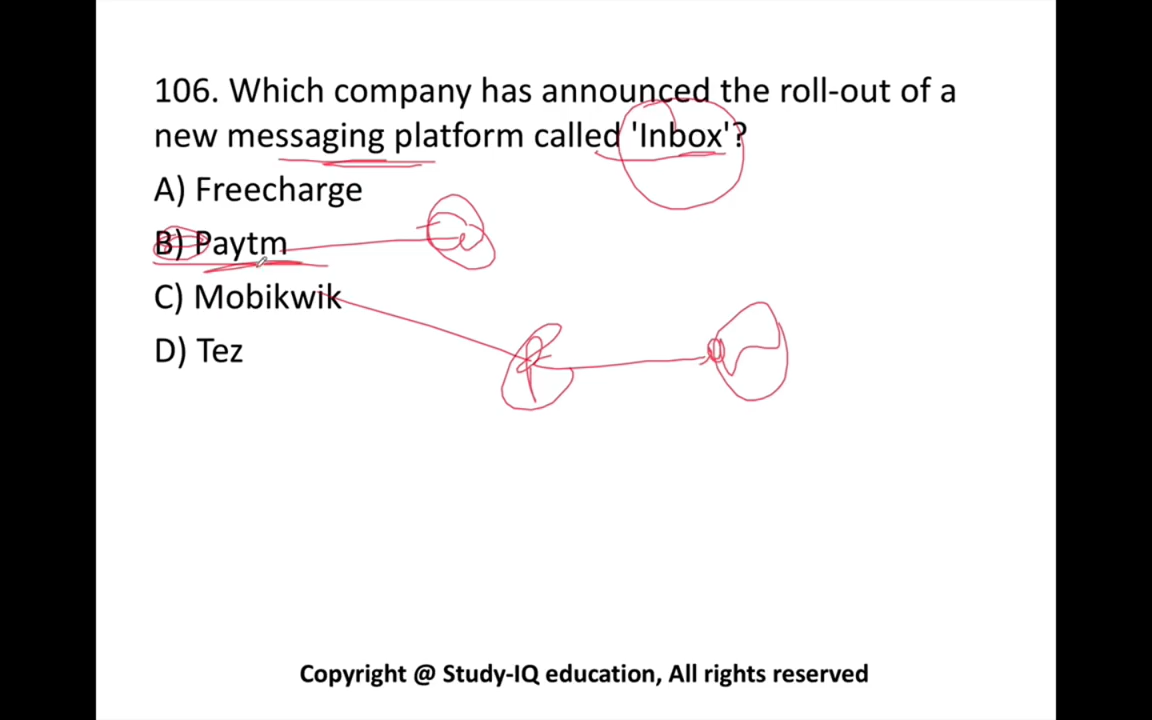 106. Which company has announced the roll-out of a
new messaging platform called 'Inbox'?
A) Freecharge
B) Paytm
C) Mobikwik
D) Tez
Copyright @ Study-IQ education, All rights reserved